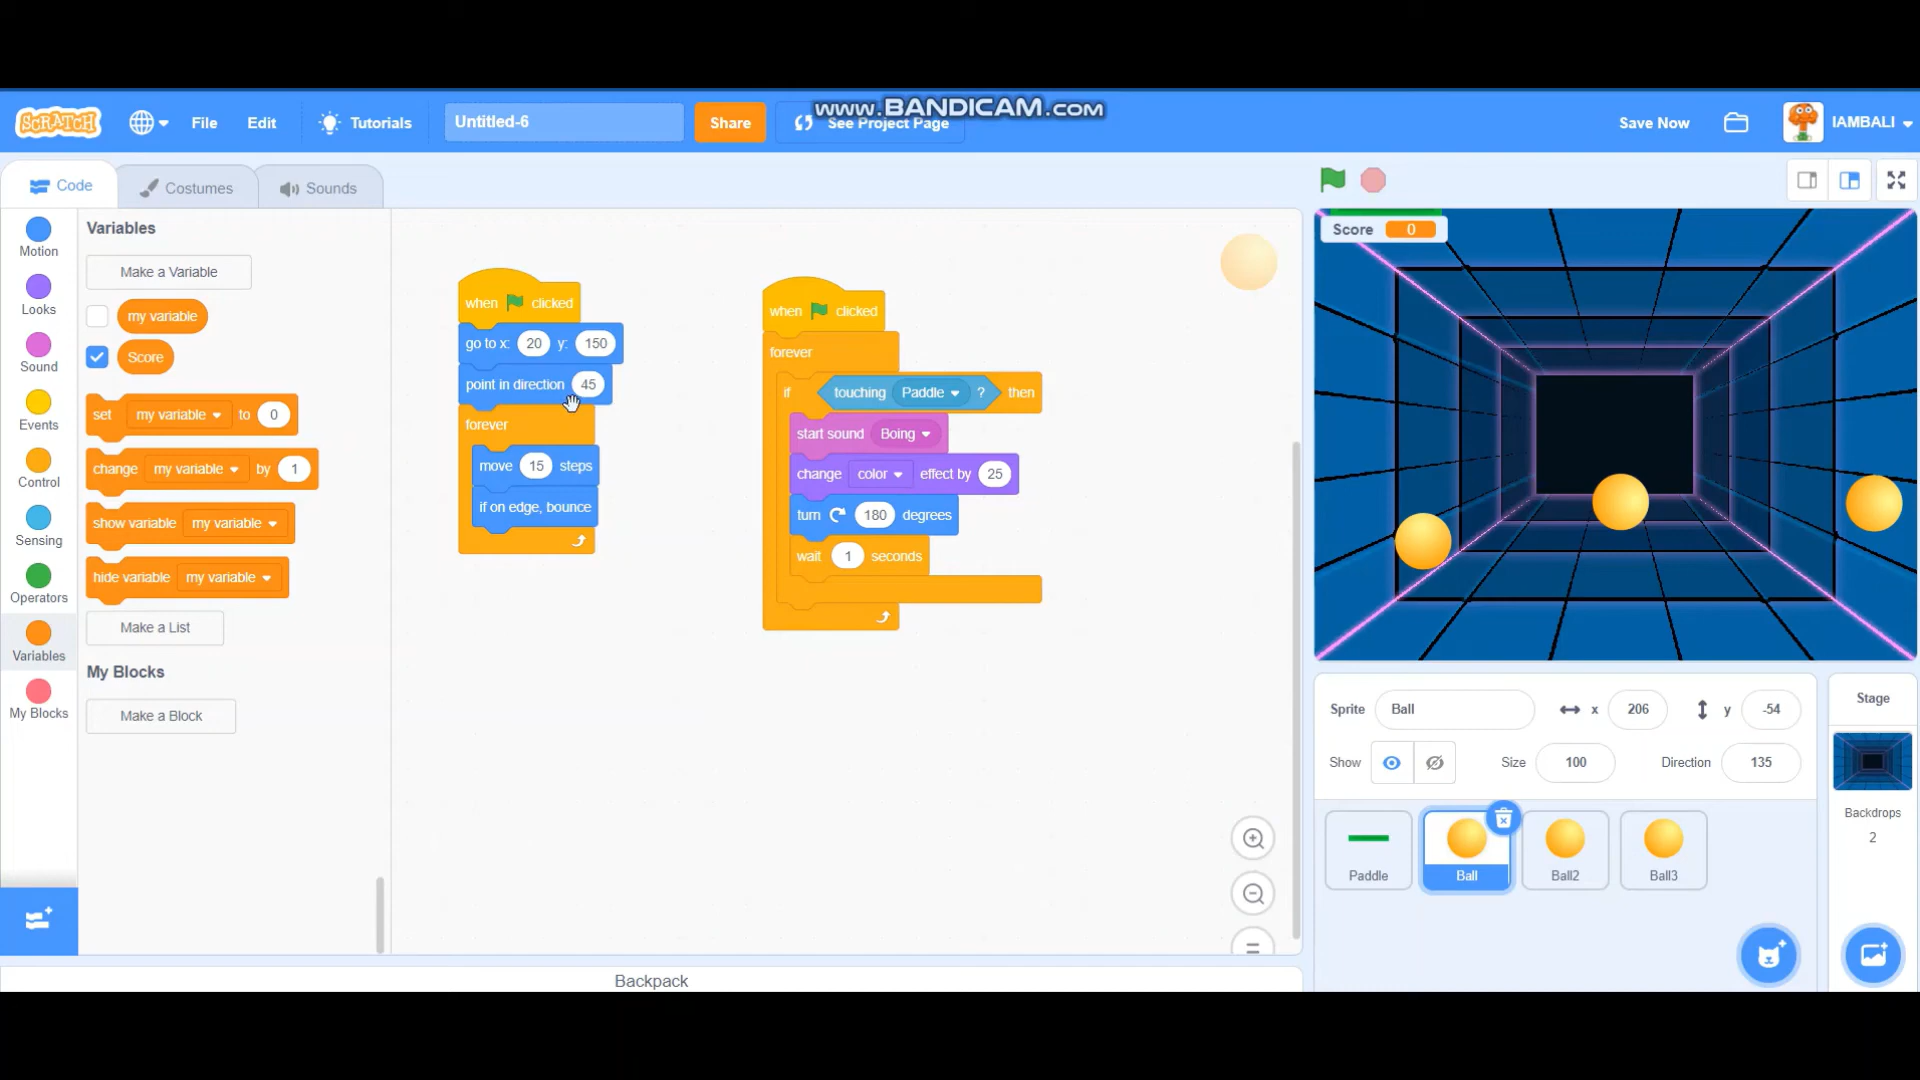 www.BANDICAM.com
SCRATCH
File
Edit
Tutorials
Untitled-6
Share
See Project Page
Save Now
IAMBALI
Code
Costumes
Sounds
Motion
Looks
Sound
Events
Control
Sensing
Operators
Variables
My Blocks
Variables
Make a Variable
my variable
Score
set my variable to 0
change my variable by 1
show variable my variable
hide variable my variable
Make a List
My Blocks
Make a Block
when clicked
go to x: 20 y: 150
point in direction 45
forever
move 15 steps
if on edge, bounce
when clicked
forever
if touching Paddle ? then
start sound Boing
change color effect by 25
turn 180 degrees
wait 1 seconds
Backpack
Score 0
Sprite Ball x 206 y -54
Show Size 100 Direction 135
Paddle
Ball
Ball2
Ball3
Stage
Backdrops
2